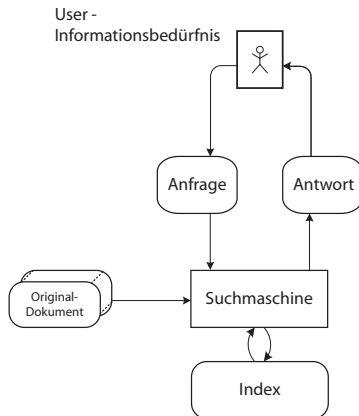 User -
Informationsbedürfnis
Anfrage
Antwort
Original-
Dokument
Suchmaschine
Index